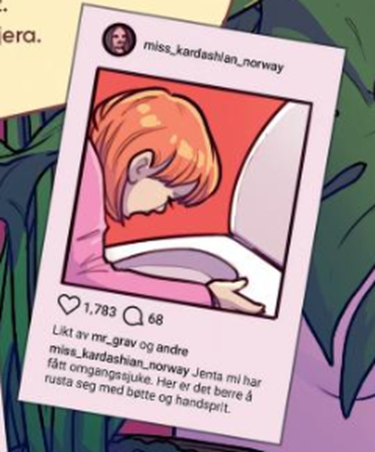 jera.
miss_kardashian_norway
1,783 68
Likt av mr_grav og andre
miss_kardashian_norway Jenta mi har
fått omgangssjuke. Her er det berre å
rusta seg med bøtte og handsprit.